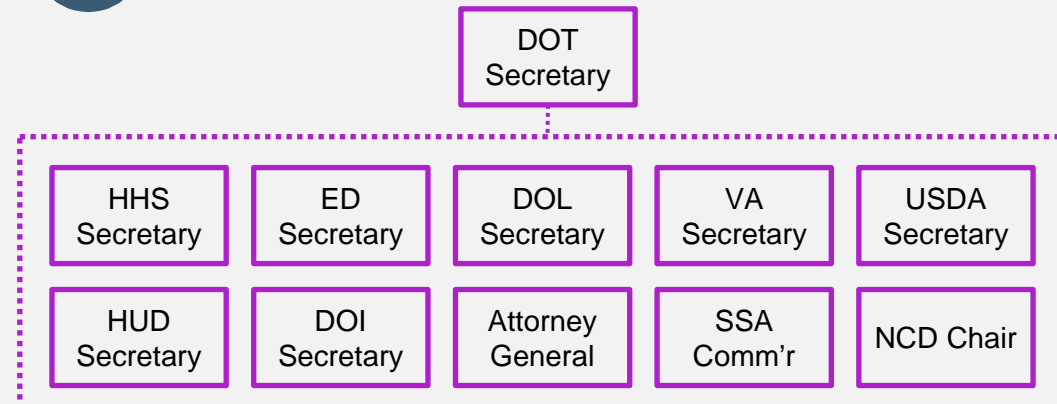 DOT
Secretary
HHS
Secretary
ED
Secretary
DOL
Secretary
VA
Secretary
USDA
Secretary
HUD
Secretary
DOI
Secretary
Attorney
General
SSA
Comm’r
NCD Chair